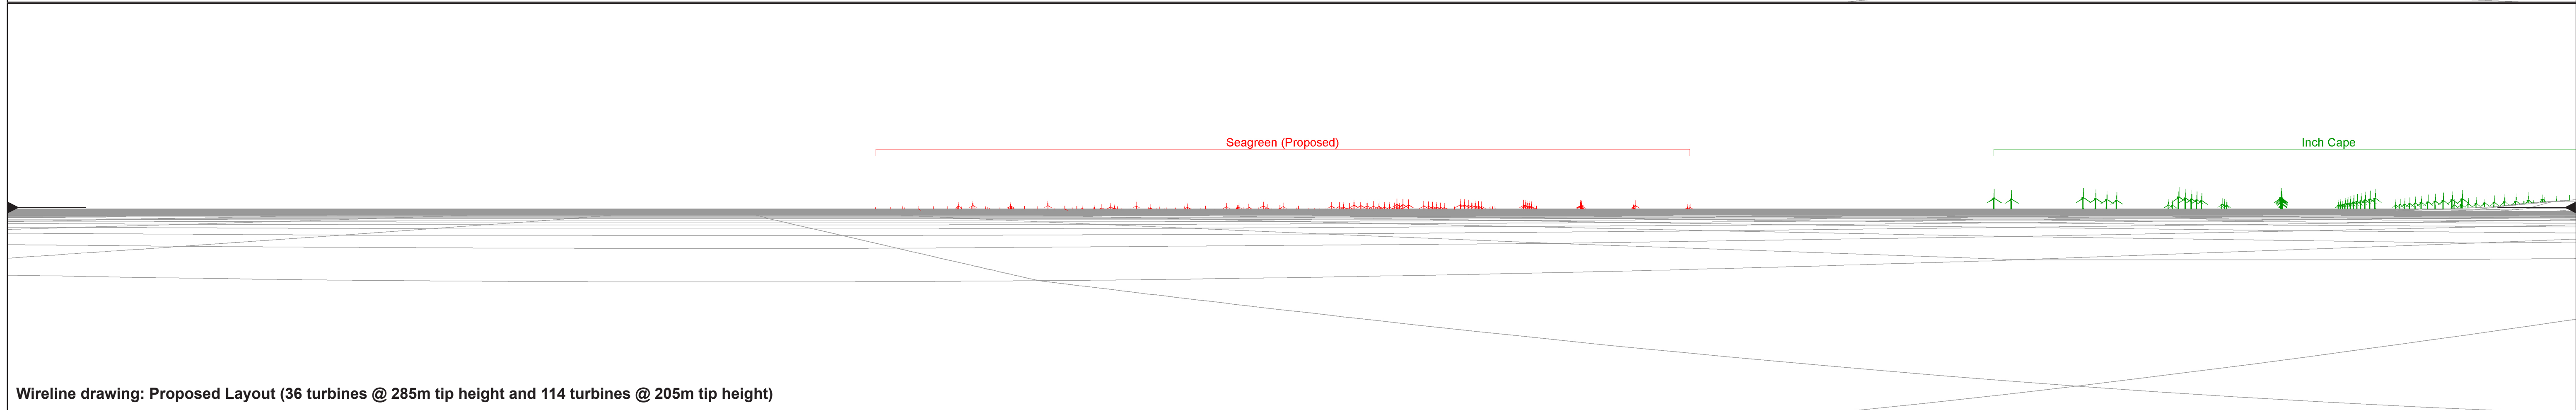 Seagreen (Proposed)
Inch Cape
Wireline drawing: Proposed Layout (36 turbines @ 285m tip height and 114 turbines @ 205m tip height)